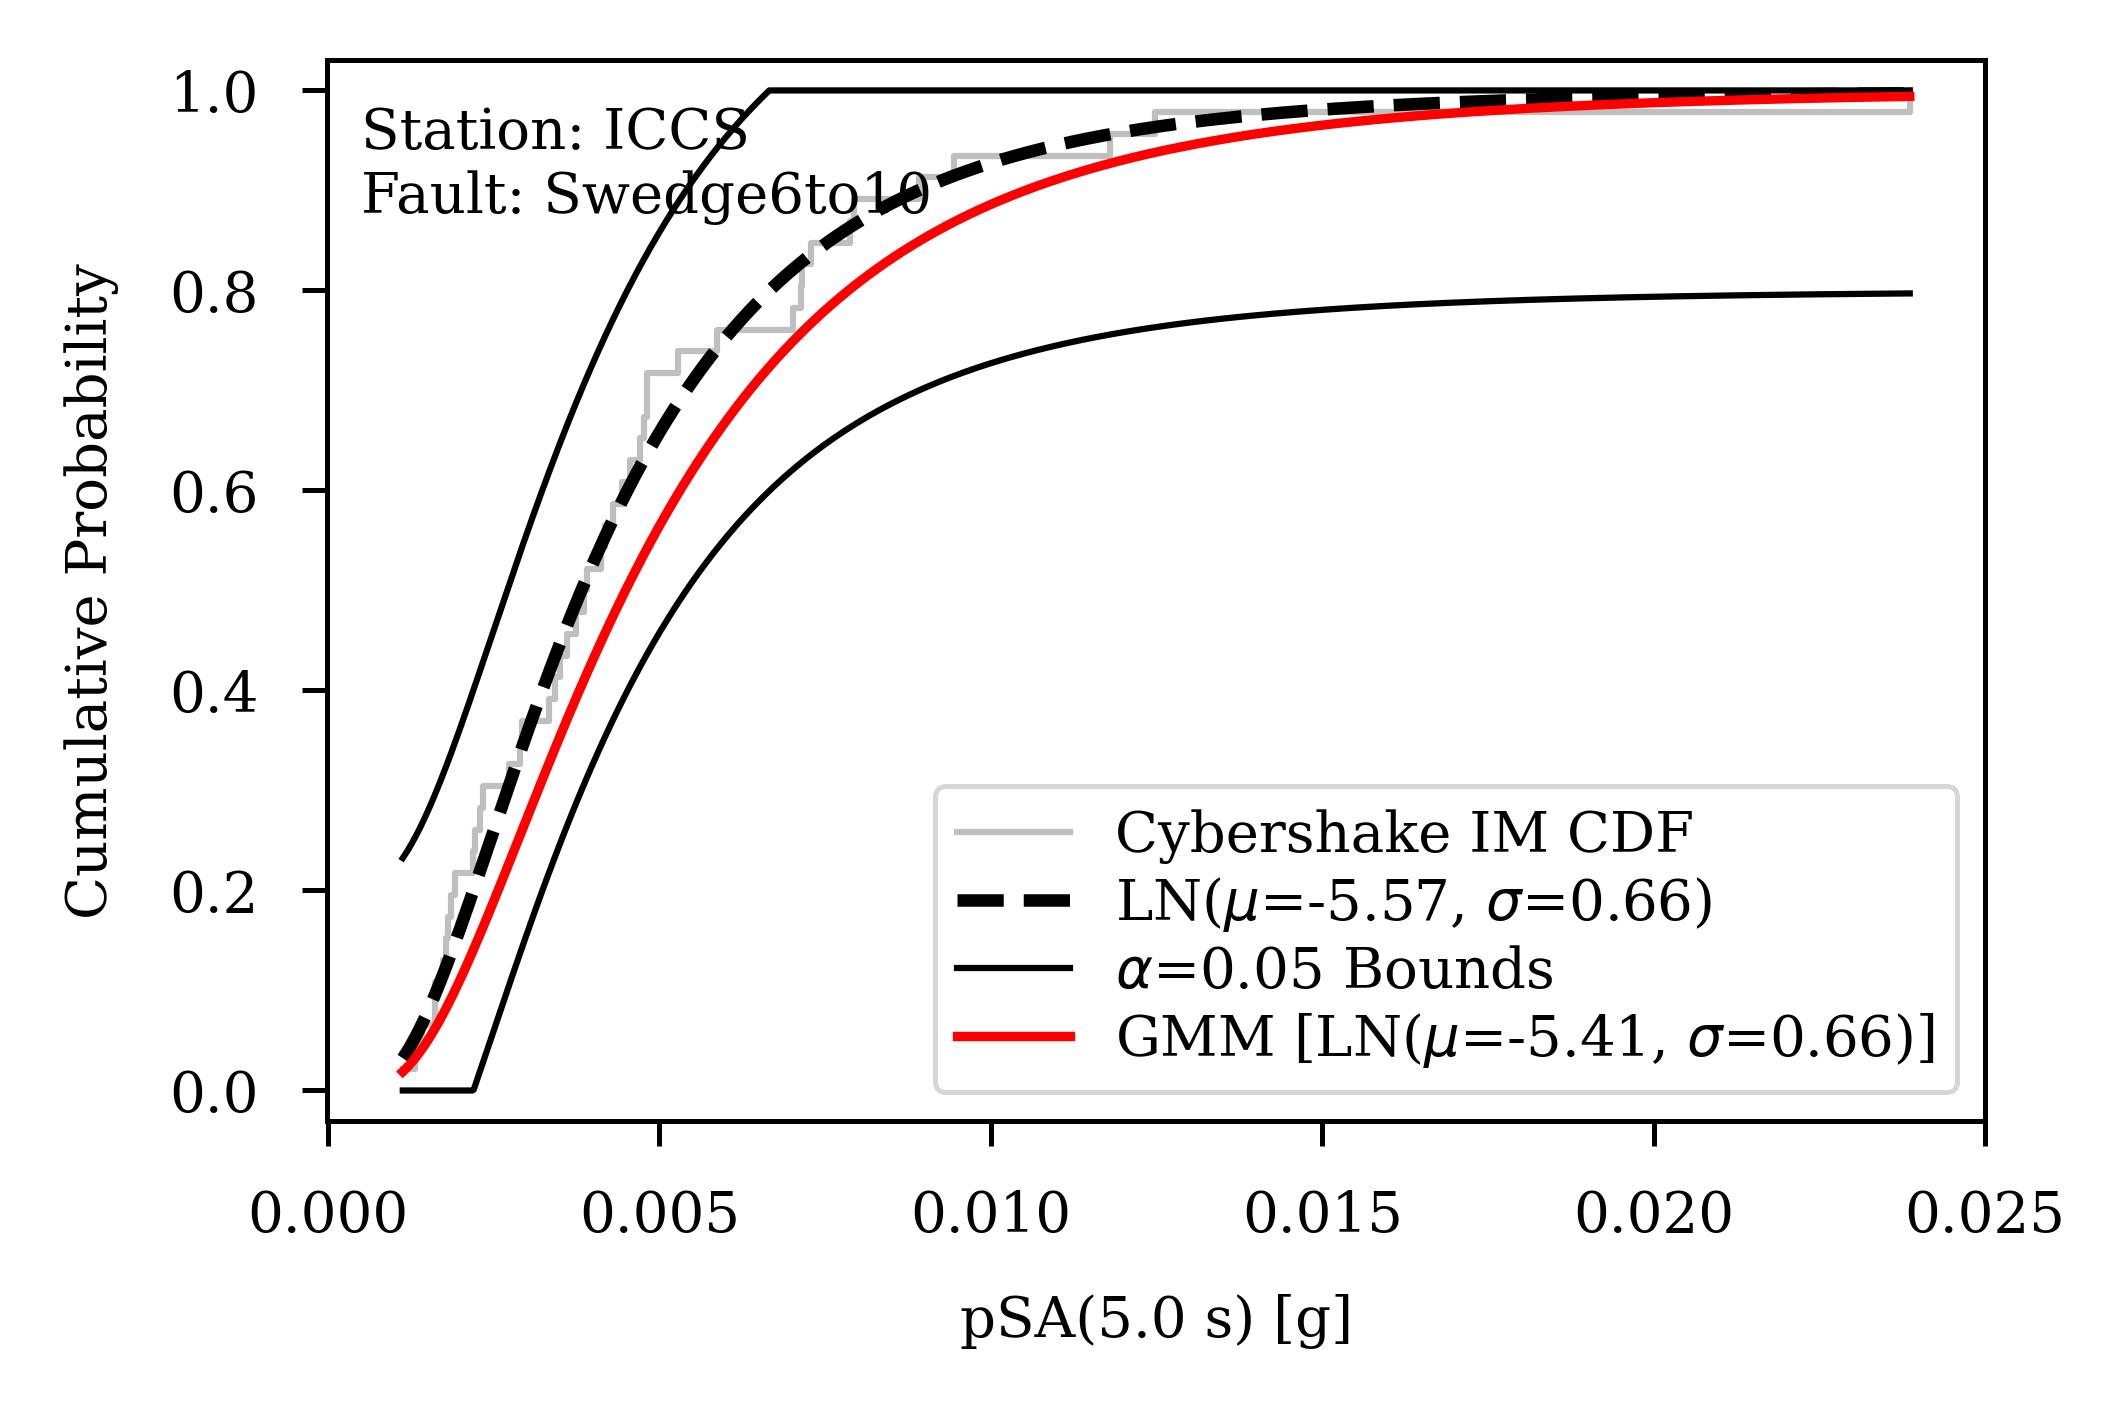 Station: ICCS
Fault: Swedge6to10
1.0
0.8
0.6
0.4
0.2
0.0
Cumulative Probability
Cybershake IM CDF
LN(μ=-5.57, σ=0.66)
α=0.05 Bounds
GMM [LN(μ=-5.41, σ=0.66)]
0.000 0.005 0.010 0.015 0.020 0.025
pSA(5.0 s) [g]